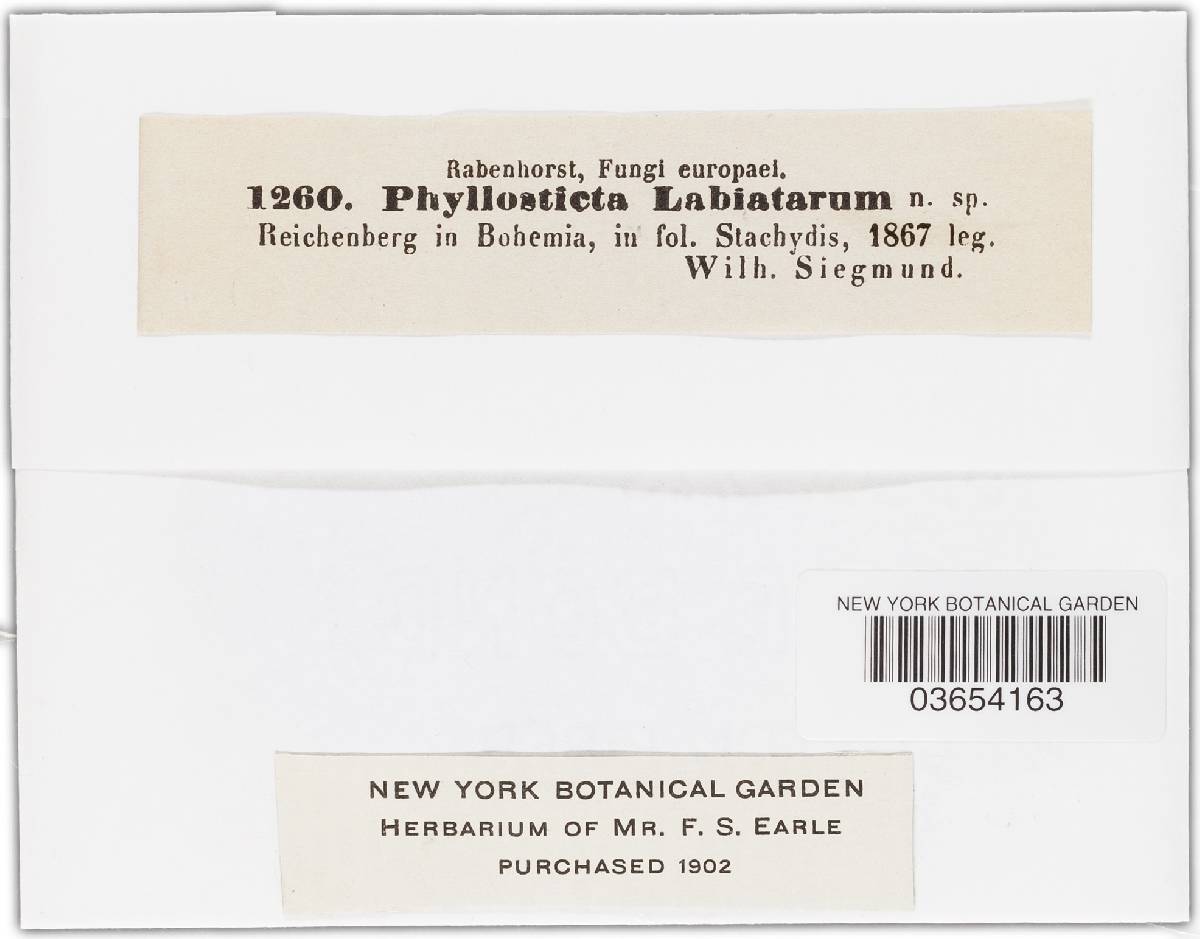 Rabenhorst, Fungi europaei.
1260. Phyllosticta Labiatarum n. sp.
Reichenberg in Bohemia, in fol. Stachydis, 1867 leg.
Wilh. Siegmund.
NEW YORK BOTANICAL GARDEN
03654163
NEW YORK BOTANICAL GARDEN
HERBARIUM OF MR. F. S. EARLE
PURCHASED 1902